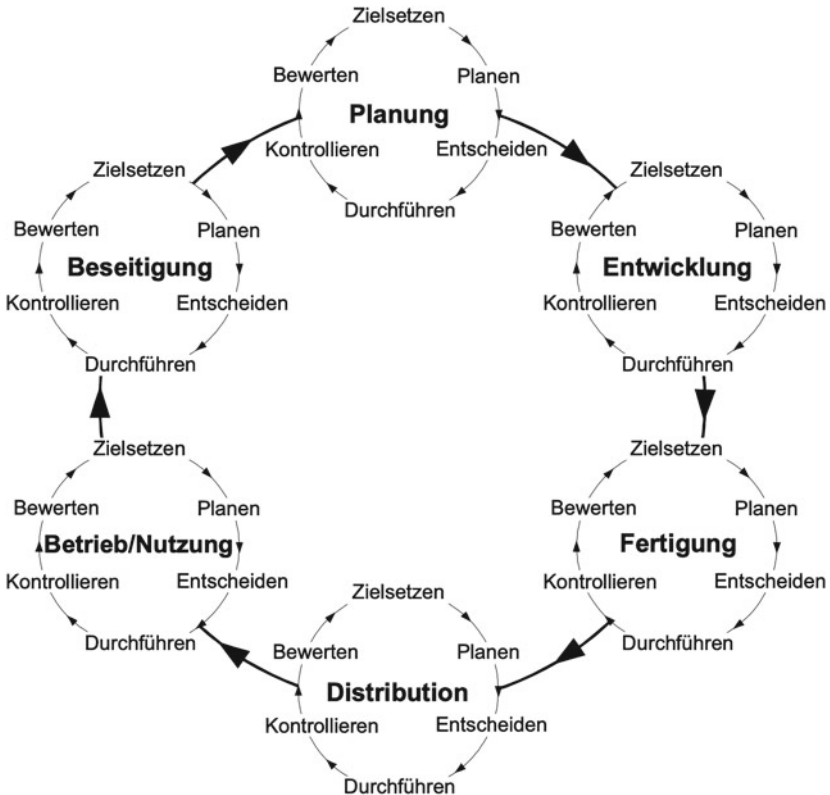 Zielsetzen
Bewerten
Planen
Planung
Kontrollieren
Entscheiden
Durchführen
Zielsetzen
Planen
Entscheiden
Durchführen
Kontrollieren
Bewerten
Entwicklung
Zielsetzen
Planen
Entscheiden
Durchführen
Kontrollieren
Bewerten
Fertigung
Zielsetzen
Planen
Entscheiden
Durchführen
Kontrollieren
Bewerten
Distribution
Zielsetzen
Planen
Entscheiden
Durchführen
Kontrollieren
Bewerten
Betrieb/Nutzung
Zielsetzen
Planen
Entscheiden
Durchführen
Kontrollieren
Bewerten
Beseitigung